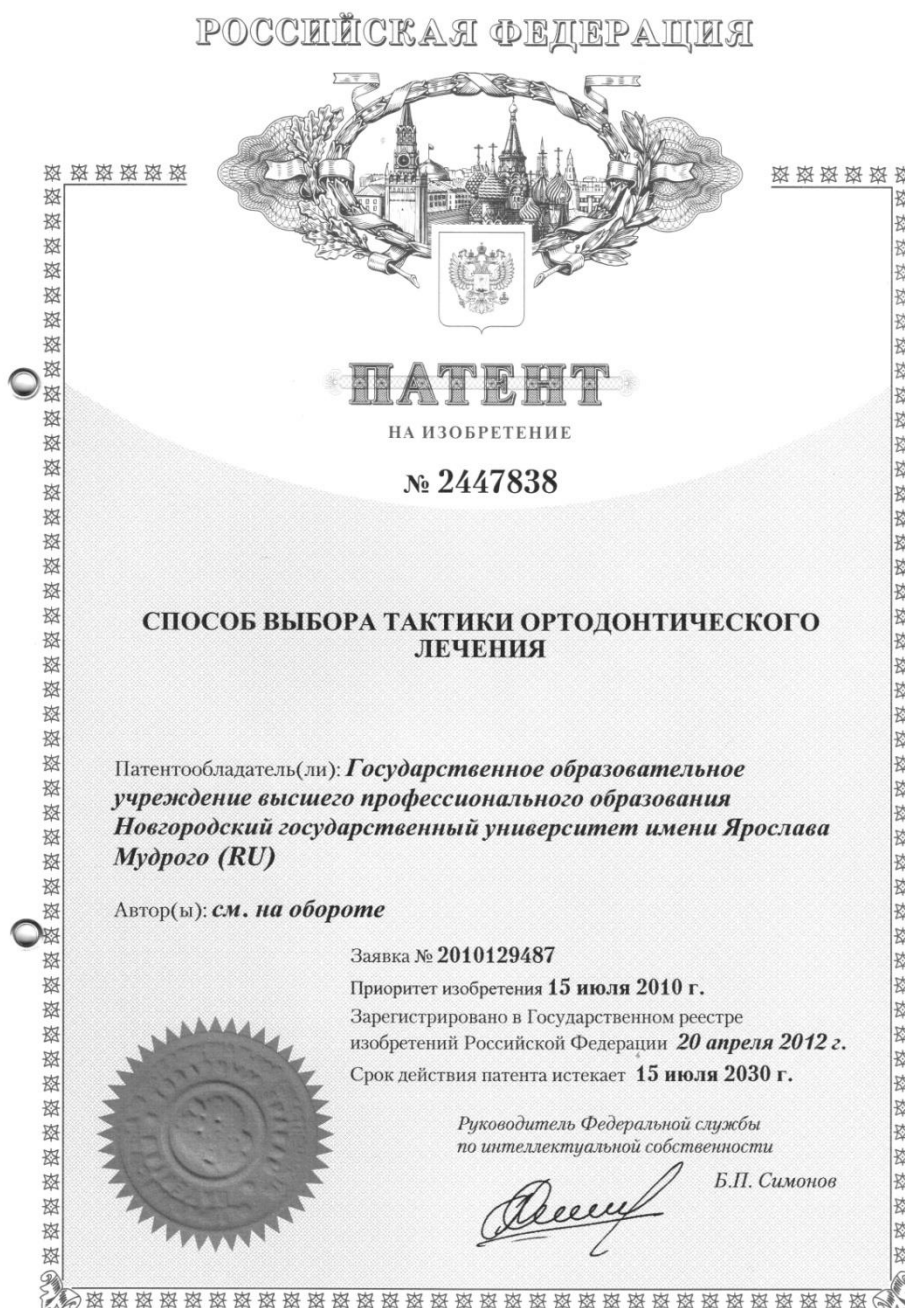 РОССИЙСКАЯ ФЕДЕРАЦИЯ
ПАТЕНТ
НА ИЗОБРЕТЕНИЕ
№ 2447838
СПОСОБ ВЫБОРА ТАКТИКИ ОРТОДОНТИЧЕСКОГО
ЛЕЧЕНИЯ
Патентообладатель(ли): Государственное образовательное
учреждение высшего профессионального образования
Новгородский государственный университет имени Ярослава
Мудрого (RU)
Автор(ы): см. на обороте
Заявка № 2010129487
Приоритет изобретения 15 июля 2010 г.
Зарегистрировано в Государственном реестре
изобретений Российской Федерации 20 апреля 2012 г.
Срок действия патента истекает 15 июля 2030 г.
Руководитель Федеральной службы
по интеллектуальной собственности
Б.П. Симонов